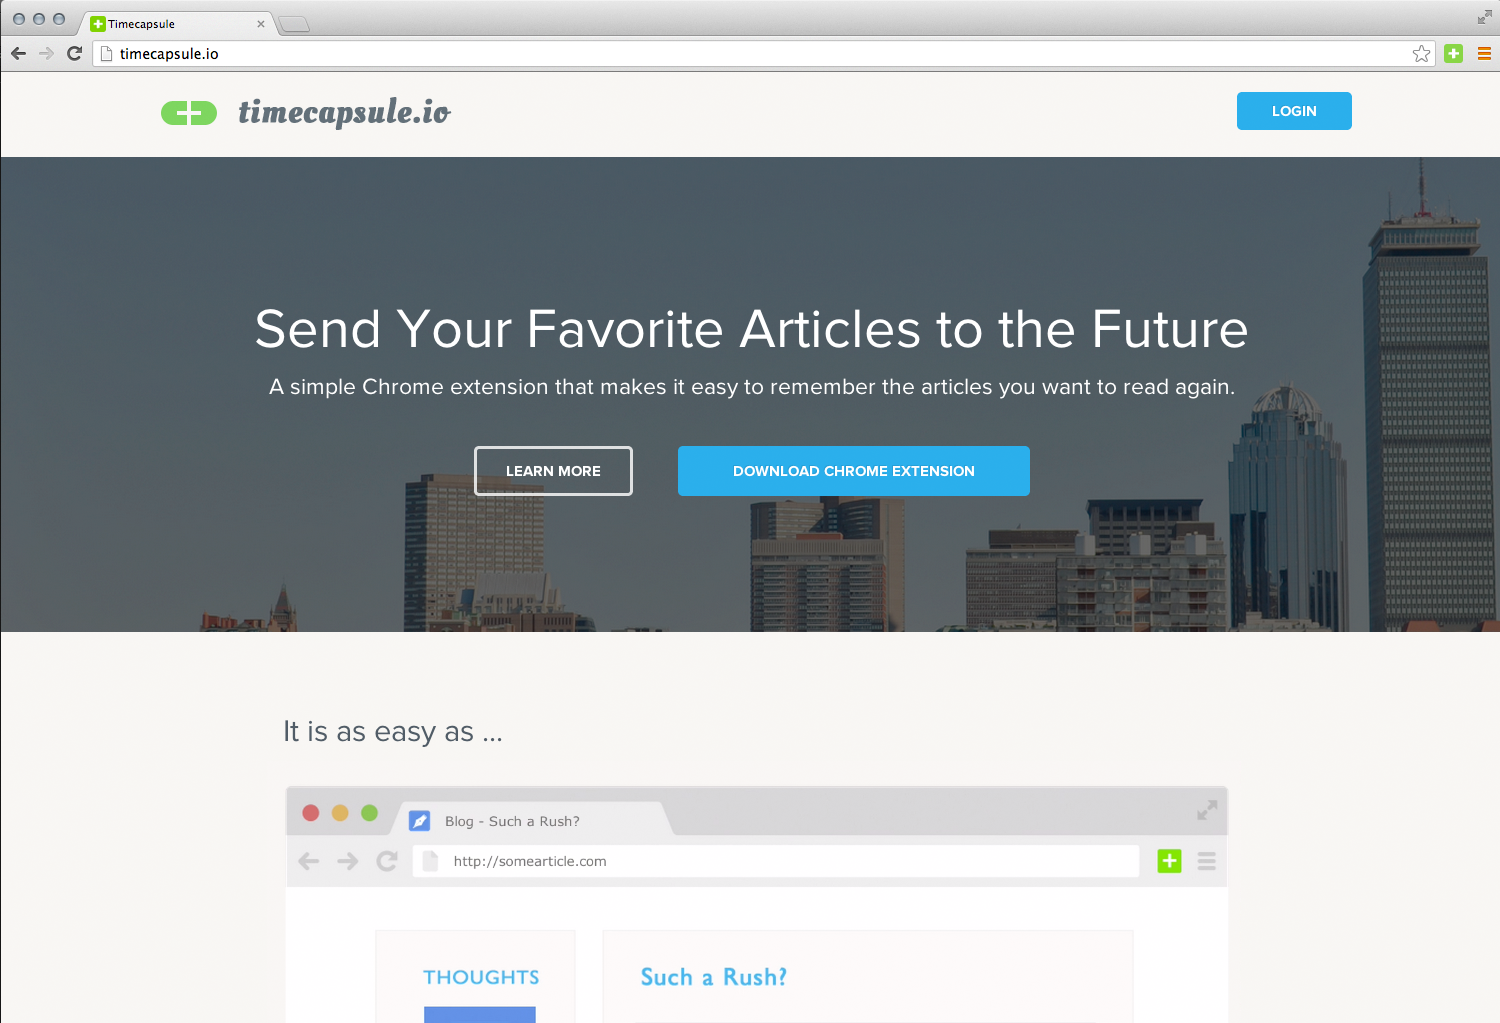 Timecapsule
timecapsule.io
timecapsule.io
LOGIN
Send Your Favorite Articles to the Future
A simple Chrome extension that makes it easy to remember the articles you want to read again.
LEARN MORE
DOWNLOAD CHROME EXTENSION
It is as easy as ...
Blog - Such a Rush?
http://somearticle.com
THOUGHTS
Such a Rush?